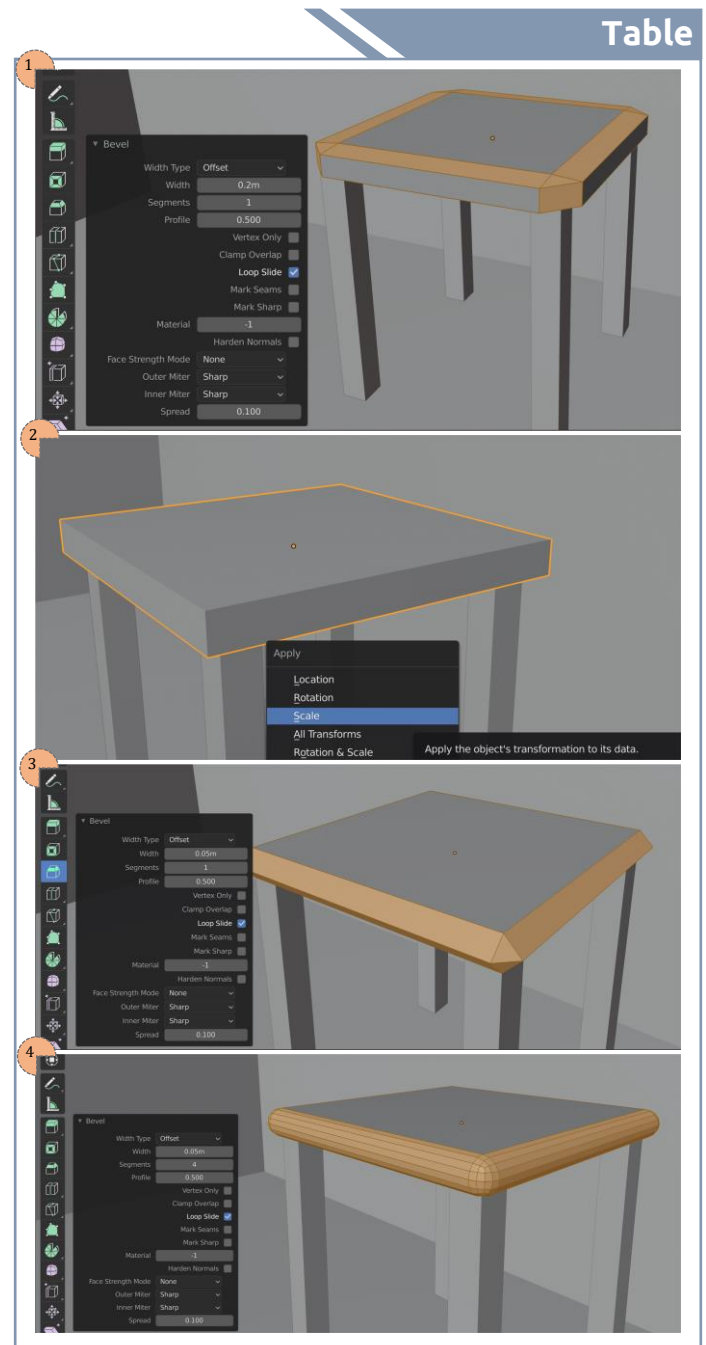 Table
1
Bevel
Width Type Offset
Width 0.2m
Segments 1
Profile 0.500
Vertex Only
Clamp Overlap
Loop Slide
Mark Seams
Mark Sharp
Material -1
Harden Normals
Face Strength Mode None
Outer Miter Sharp
Inner Miter Sharp
Spread 0.100
2
Apply
Location
Rotation
Scale
All Transforms
Rotation & Scale
Apply the object's transformation to its data.
3
Bevel
Width Type Offset
Width 0.05m
Segments 1
Profile 0.500
Vertex Only
Clamp Overlap
Loop Slide
Mark Seams
Mark Sharp
Material -1
Harden Normals
Face Strength Mode None
Outer Miter Sharp
Inner Miter Sharp
Spread 0.100
4
Bevel
Width Type Offset
Width 0.05m
Segments 4
Profile 0.500
Vertex Only
Clamp Overlap
Loop Slide
Mark Seams
Mark Sharp
Material -1
Harden Normals
Face Strength Mode None
Outer Miter Sharp
Inner Miter Sharp
Spread 0.100